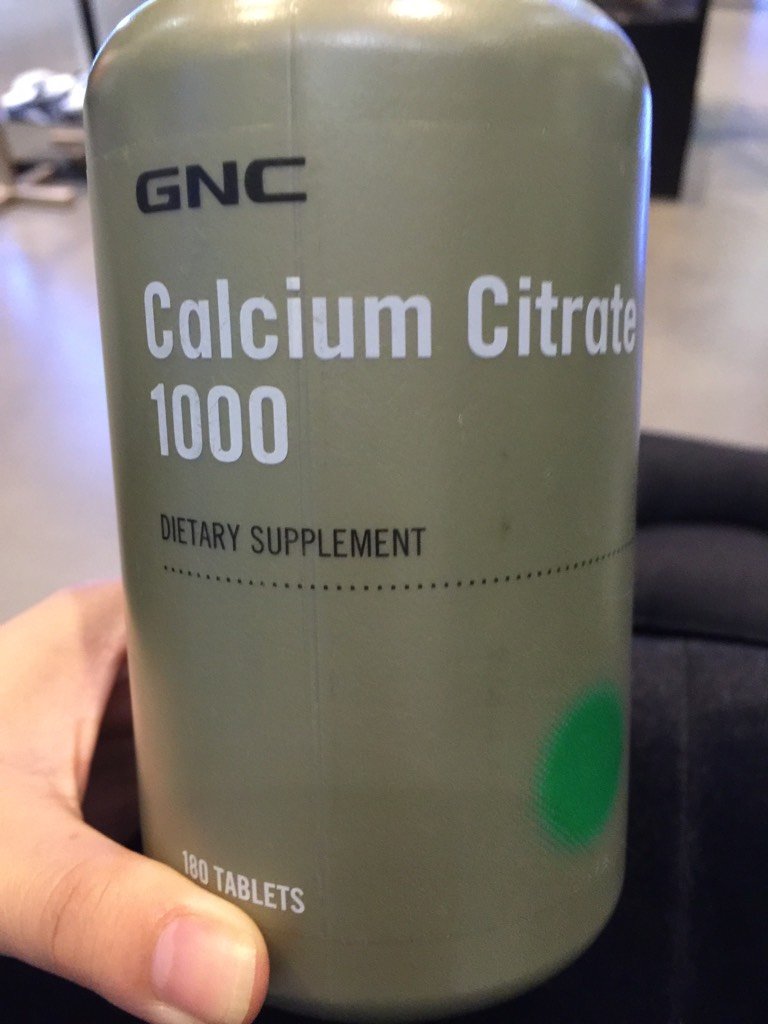 GNC
Calcium Citrate
1000
DIETARY SUPPLEMENT
180 TABLETS